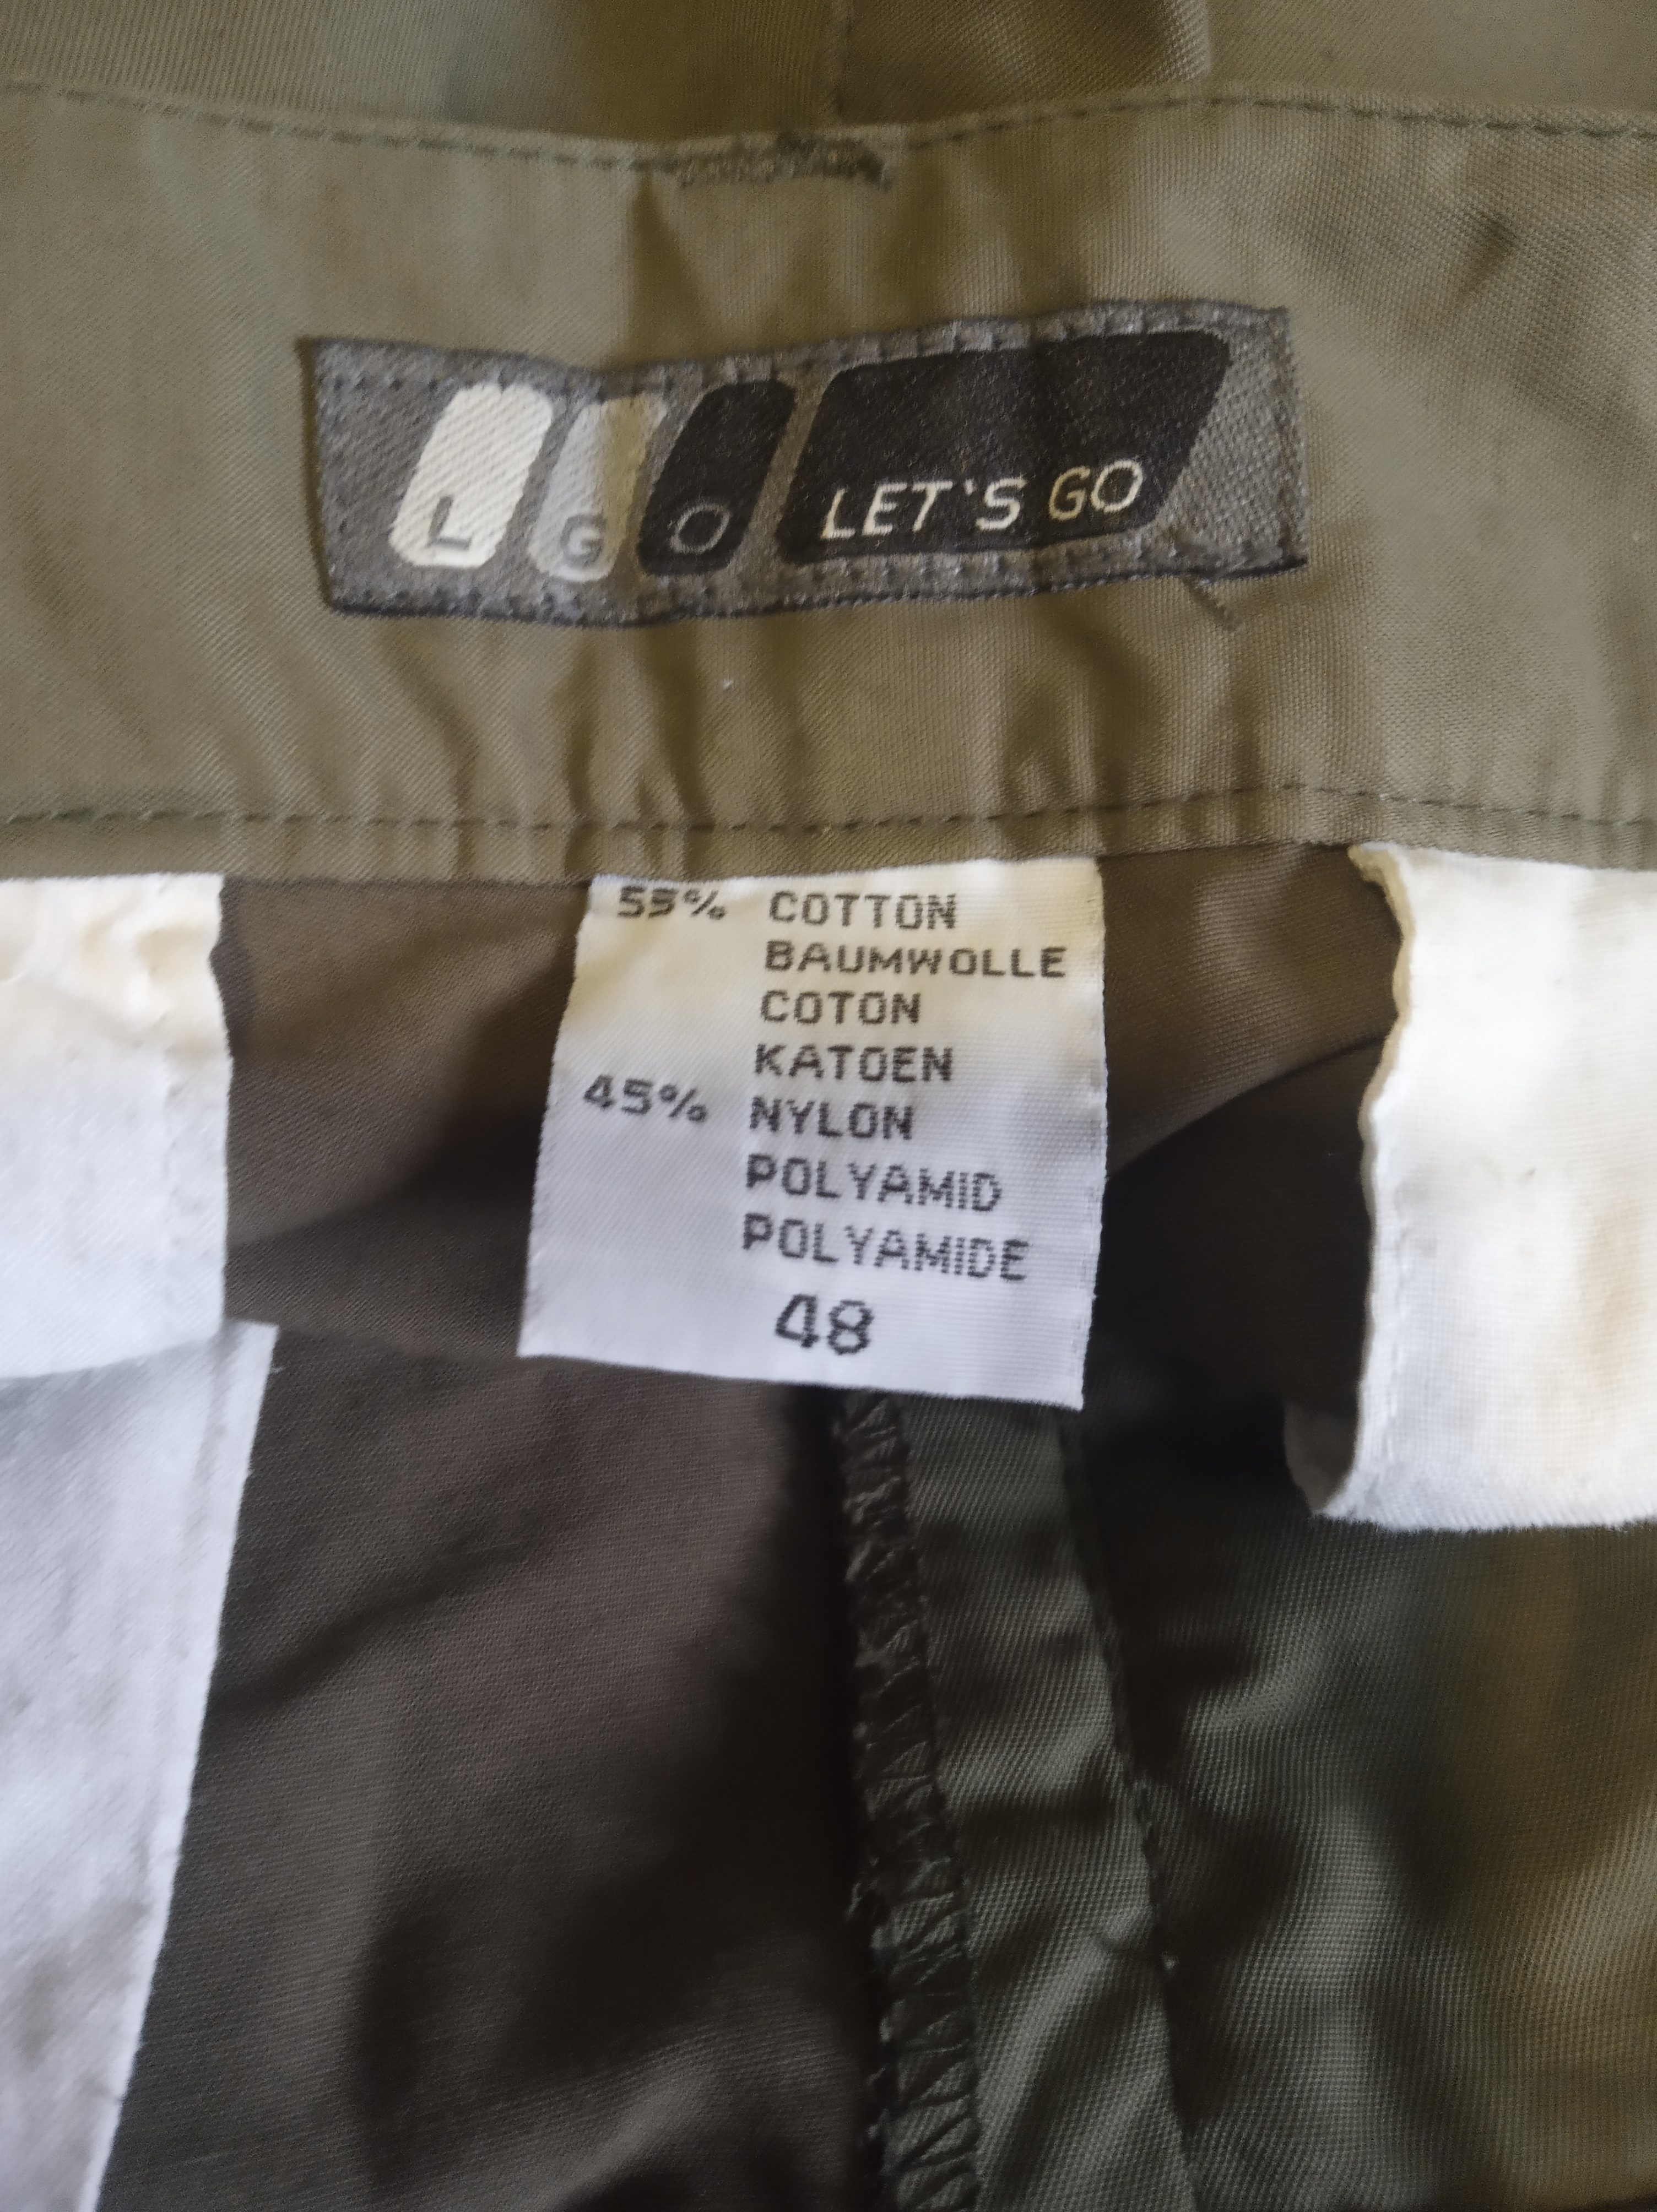 L G O LET'S GO
55% COTTON
BAUMWOLLE
COTON
KATOEN
45% NYLON
POLYAMID
POLYAMIDE
48